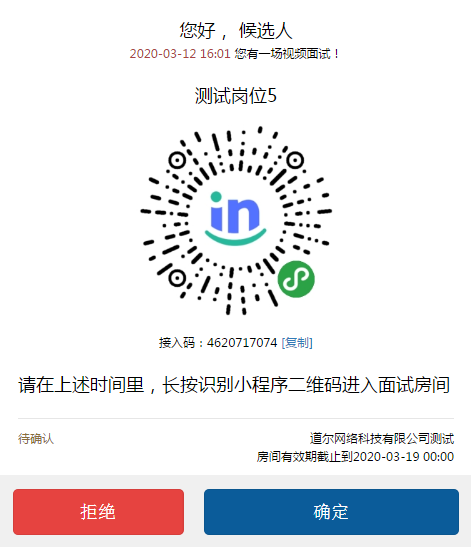 您好， 候选人
2020-03-12 16:01 您有一场视频面试！
测试岗位5
in
接入码：4620717074 [复制]
请在上述时间里，长按识别小程序二维码进入面试房间
待确认 道尔网络科技有限公司测试
房间有效期截止到2020-03-19 00:00
拒绝 确定